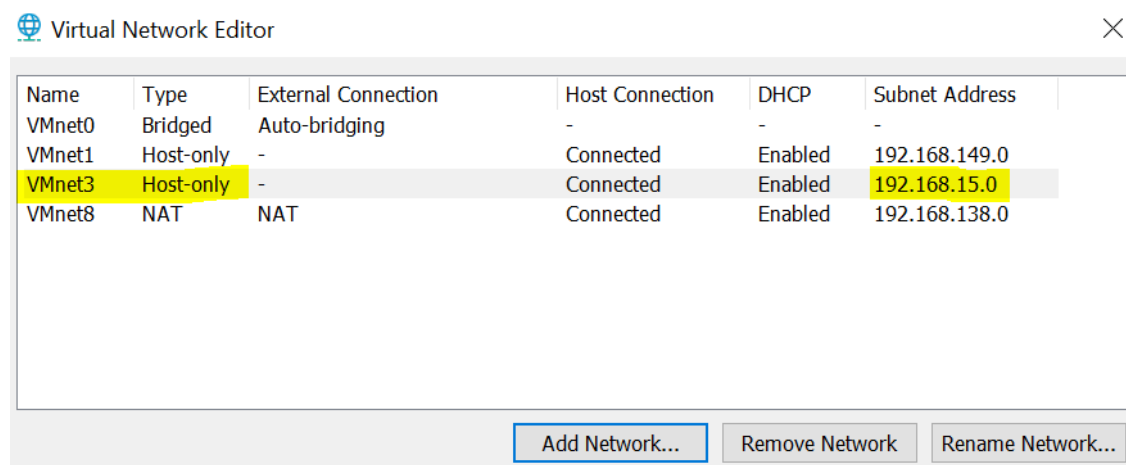 Virtual Network Editor
Name Type External Connection Host Connection DHCP Subnet Address
VMnet0 Bridged Auto-bridging - - -
VMnet1 Host-only - Connected Enabled 192.168.149.0
VMnet3 Host-only - Connected Enabled 192.168.15.0
VMnet8 NAT NAT Connected Enabled 192.168.138.0
Add Network... Remove Network Rename Network...